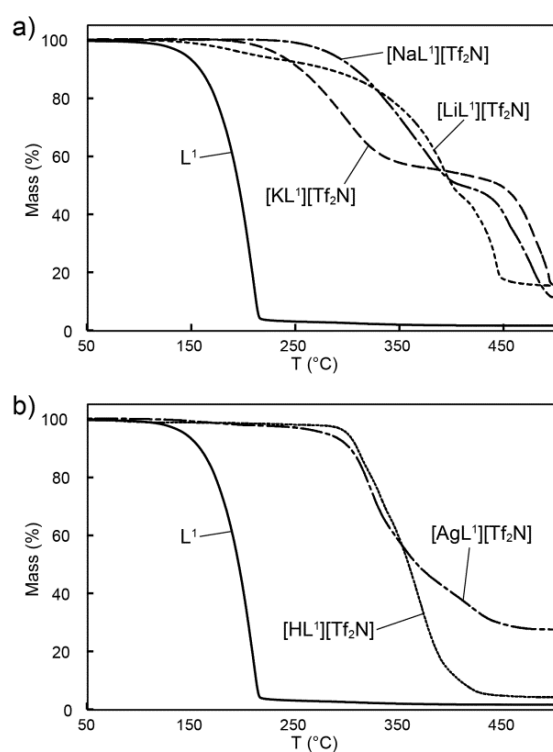 a)
100
80
60
40
20
0
Mass (%)
[NaL¹][Tf₂N]
[LiL¹][Tf₂N]
L¹
[KL¹][Tf₂N]
50 150 250 350 450
T (°C)
b)
100
80
60
40
20
0
Mass (%)
L¹
[AgL¹][Tf₂N]
[HL¹][Tf₂N]
50 150 250 350 450
T (°C)